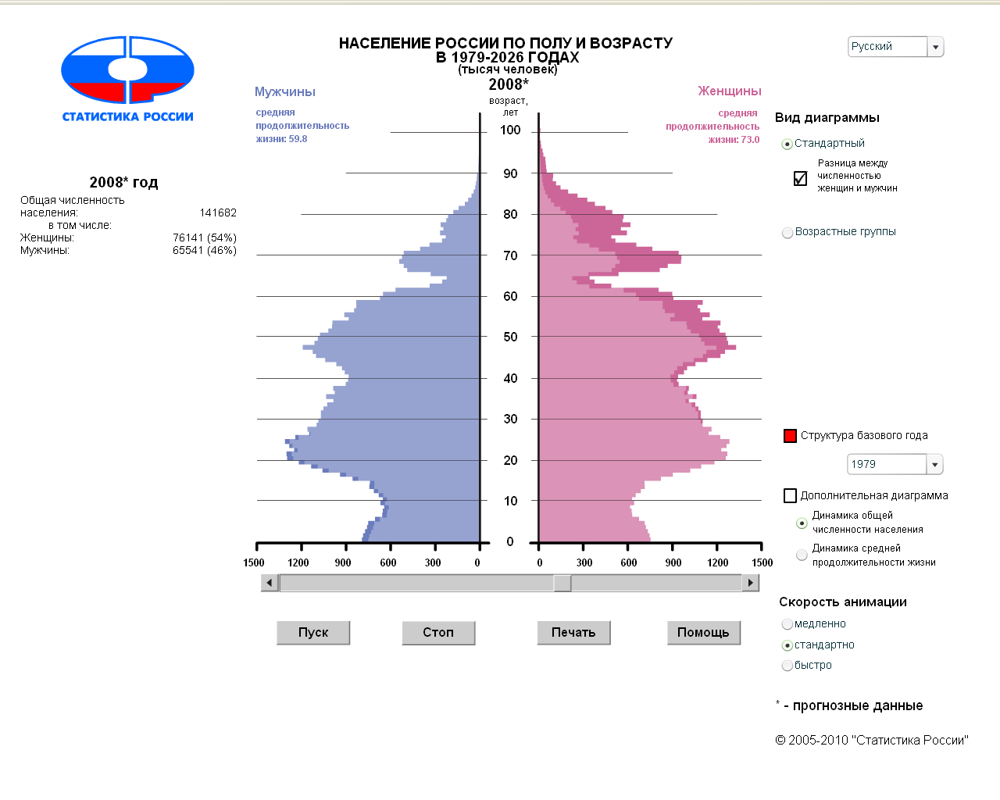 НАСЕЛЕНИЕ РОССИИ ПО ПОЛУ И ВОЗРАСТУ
В 1979-2026 ГОДАХ
(тысяч человек)
2008*
возраст,
лет
Русский
СТАТИСТИКА РОССИИ
2008* год
Общая численность
населения: 141682
в том числе:
Женщины: 76141 (54%)
Мужчины: 65541 (46%)
Мужчины
средняя
продолжительность
жизни: 59.8
Женщины
средняя
продолжительность
жизни: 73.0
100
90
80
70
60
50
40
30
20
10
0
1500 1200 900 600 300 0 0 300 600 900 1200 1500
Пуск Стоп Печать Помощь
Вид диаграммы
Стандартный
Разница между
численностью
женщин и мужчин
Возрастные группы
Структура базового года
1979
Дополнительная диаграмма
Динамика общей
численности населения
Динамика средней
продолжительности жизни
Скорость анимации
медленно
стандартно
быстро
* - прогнозные данные
© 2005-2010 "Статистика России"